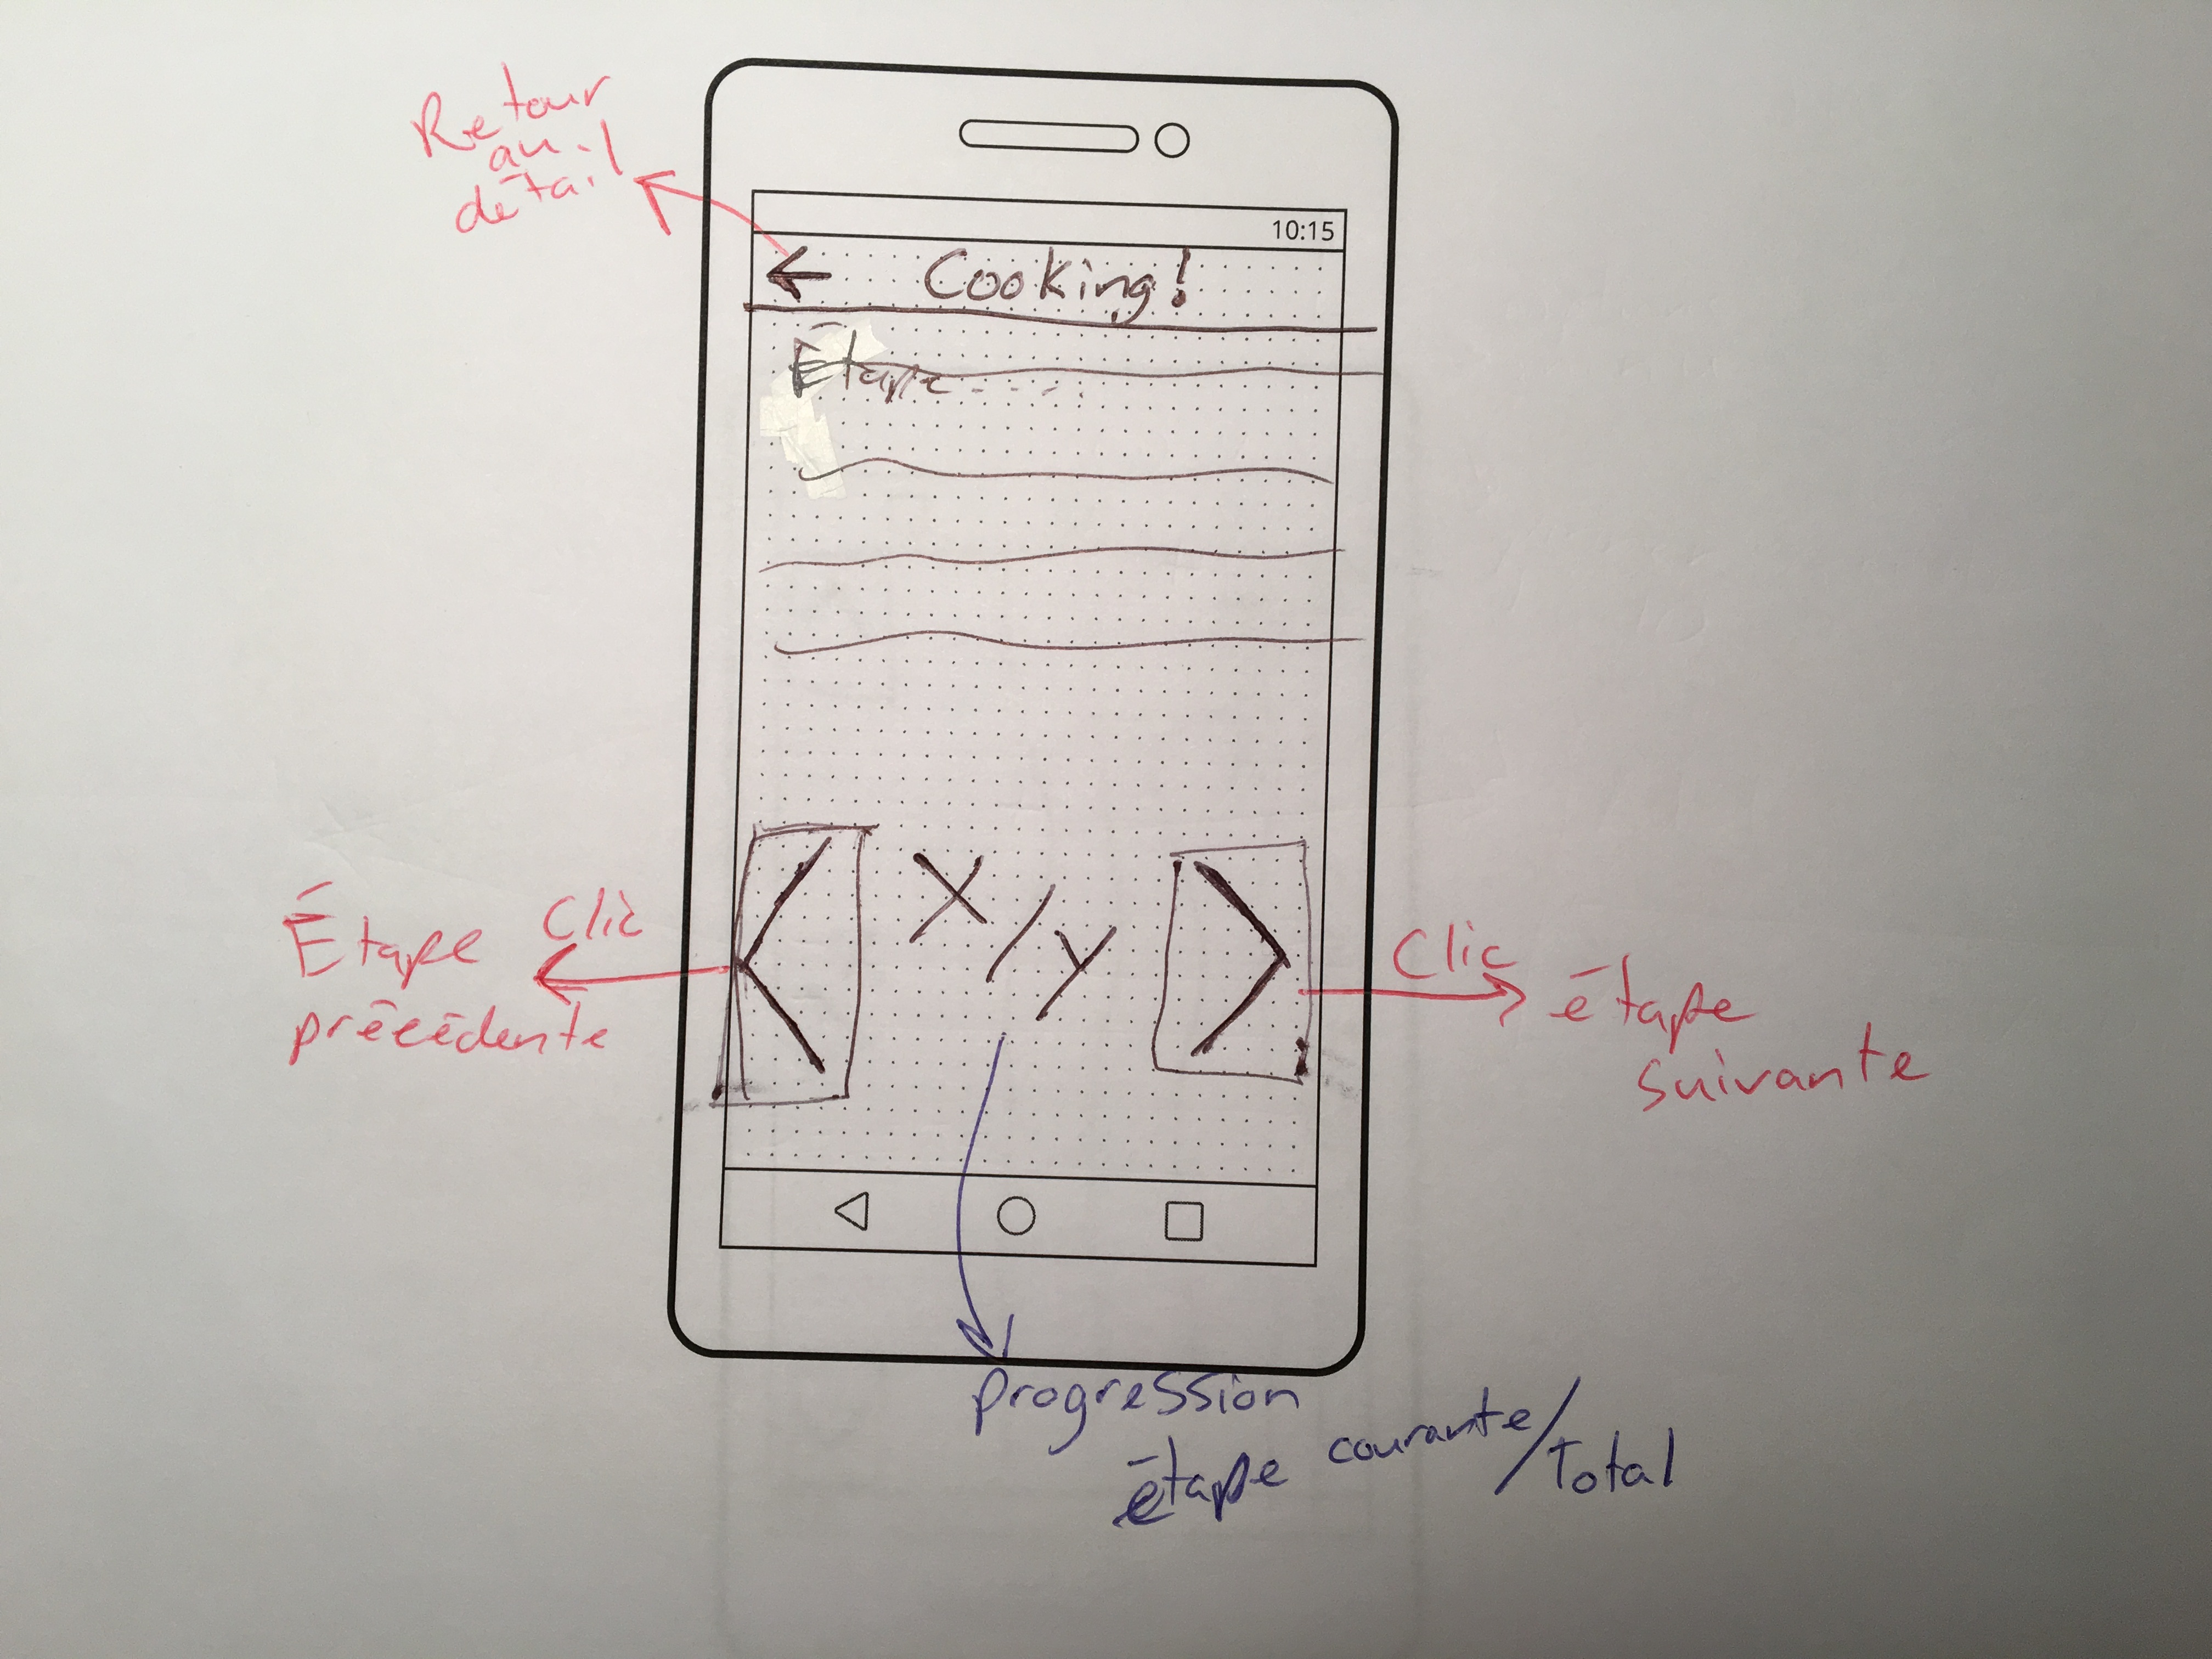 Retour
au
détail
10:15
← Cooking!
Étape....
Étape
précédente
Clic
X/y
Clic
étape
suivante
progression
étape courante/Total